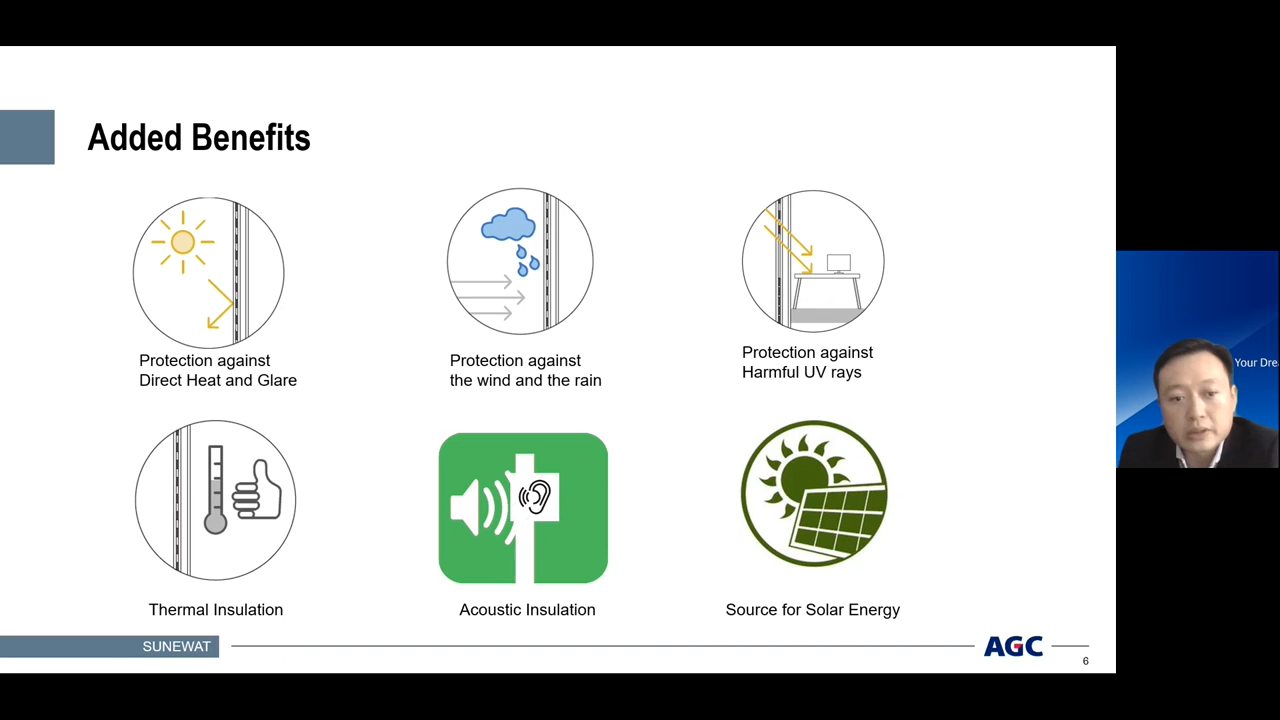 Added Benefits
Protection against
Direct Heat and Glare
Protection against
the wind and the rain
Protection against
Harmful UV rays
Thermal Insulation
Acoustic Insulation
Source for Solar Energy
SUNEWAT
AGC
6
Your Drea